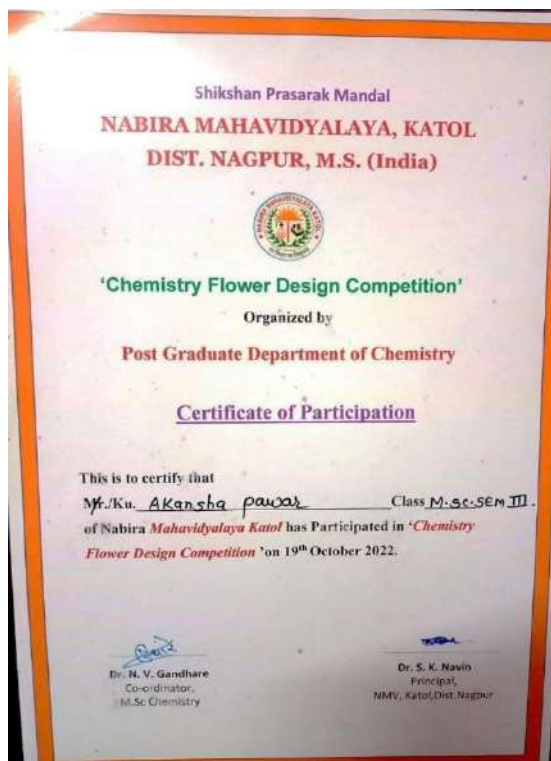 Shikshan Prasarak Mandal
NABIRA MAHAVIDYALAYA, KATOL
DIST. NAGPUR, M.S. (India)
NABIRA MAHAVIDYALAYA KATOL
'Chemistry Flower Design Competition'
Organized by
Post Graduate Department of Chemistry
Certificate of Participation
This is to certify that
Mr./Ku. Akansha pawar Class M.sc.SEM III.
of Nabira Mahavidyalaya Katol has Participated in 'Chemistry
Flower Design Competition 'on 19th October 2022.
Dr. N. V. Gandhare
Co-ordinator,
M.Sc Chemistry
Dr. S. K. Navin
Principal,
NMV, Katol,Dist.Nagpur